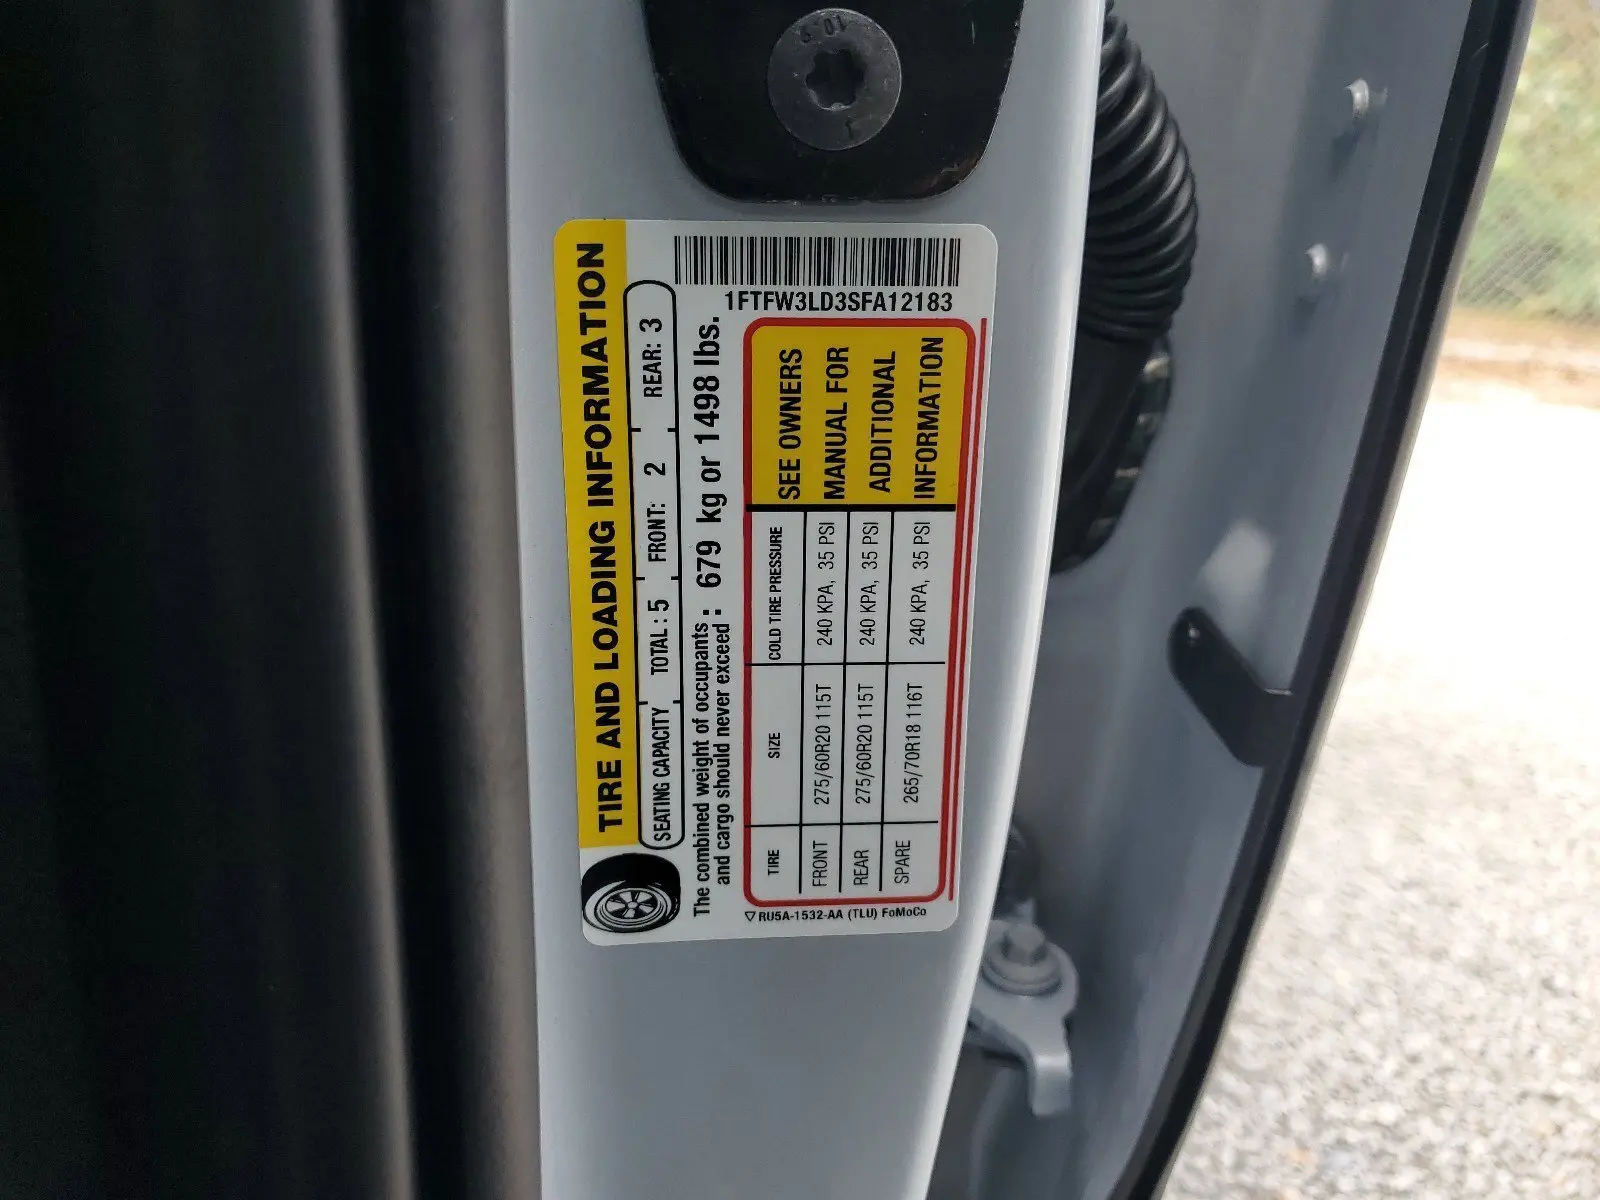 10.9
1FTFW3LD3SFA12183
TIRE AND LOADING INFORMATION
SEATING CAPACITY TOTAL : 5 FRONT: 2 REAR: 3
The combined weight of occupants : 679 kg or 1498 lbs.
and cargo should never exceed
TIRE SIZE COLD TIRE PRESSURE
FRONT 275/60R20 115T 240 KPA, 35 PSI
REAR 275/60R20 115T 240 KPA, 35 PSI
SPARE 265/70R18 116T 240 KPA, 35 PSI
SEE OWNERS
MANUAL FOR
ADDITIONAL
INFORMATION
RU5A-1532-AA (TLU) FoMoCo